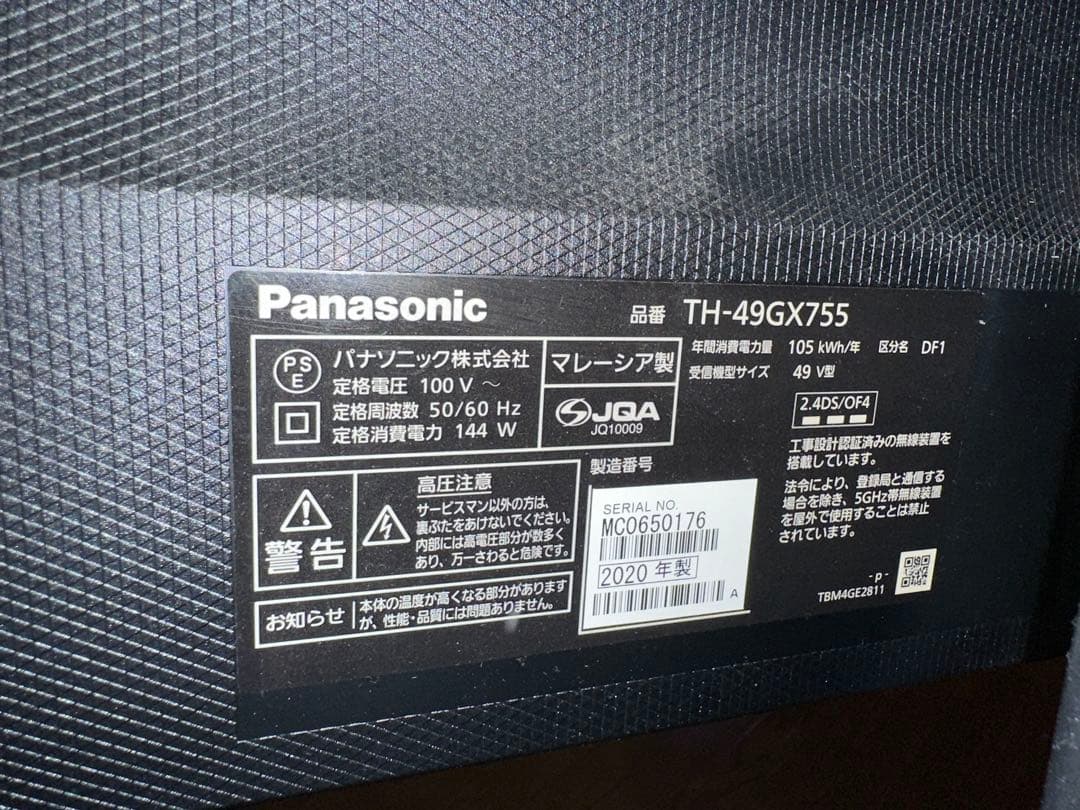 Panasonic
品番 TH-49GX755
年間消費電力量 105 kWh/年 区分名 DF1
受信機型サイズ 49 V型
PS
E
パナソニック株式会社
定格電圧 100 V ～
定格周波数 50/60 Hz
定格消費電力 144 W
マレーシア製
JQA
JQ10009
2.4DS/OF4
工事設計認証済みの無線装置を
搭載しています。
法令により、登録局と通信する
場合を除き、5GHz帯無線装置
を屋外で使用することは禁止
されています。
警告
高圧注意
サービスマン以外の方は、
裏ぶたをあけないでください。
内部には高電圧部分が数多く
あり、万一さわると危険です。
製造番号
SERIAL NO.
MC0650176
2020 年製
A
お知らせ
本体の温度が高くなる部分があります
が、性能・品質には問題ありません。
-p-
TBM4GE2811